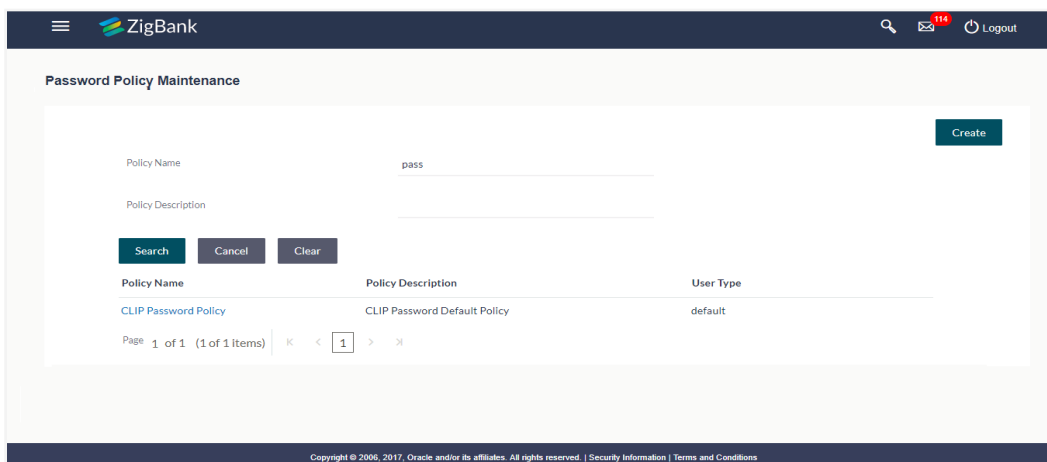 ZigBank
114
Logout
Password Policy Maintenance
Create
Policy Name
pass
Policy Description
Search Cancel Clear
Policy Name Policy Description User Type
CLIP Password Policy CLIP Password Default Policy default
Page 1 of 1 (1 of 1 items) K < 1 > >|
Copyright © 2006, 2017, Oracle and/or its affiliates. All rights reserved. | Security Information | Terms and Conditions